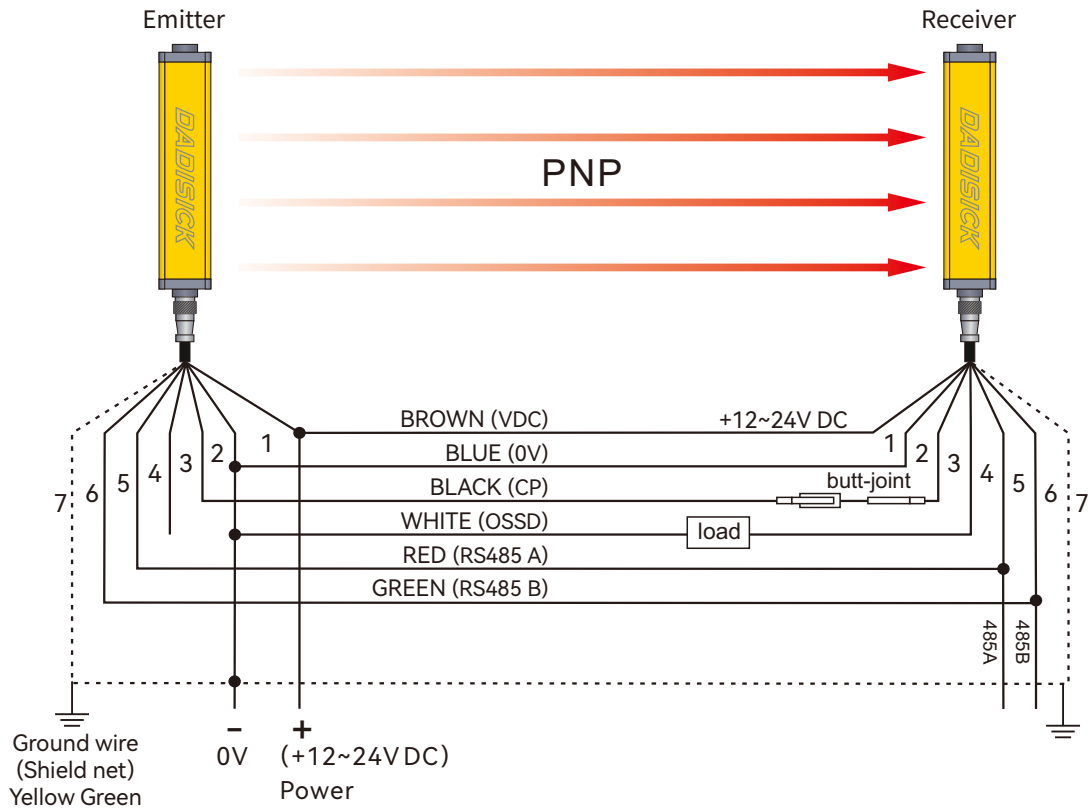 Emitter
Receiver
DADISICK
DADISICK
PNP
BROWN (VDC)
+12~24V DC
BLUE (0V)
BLACK (CP)
butt-joint
WHITE (OSSD)
load
RED (RS485 A)
GREEN (RS485 B)
7 6 5 4 3 2 1
1 2 3 4 5 6 7
485A
485B
Ground wire
(Shield net)
Yellow Green
- +
0V
(+12~24V DC)
Power